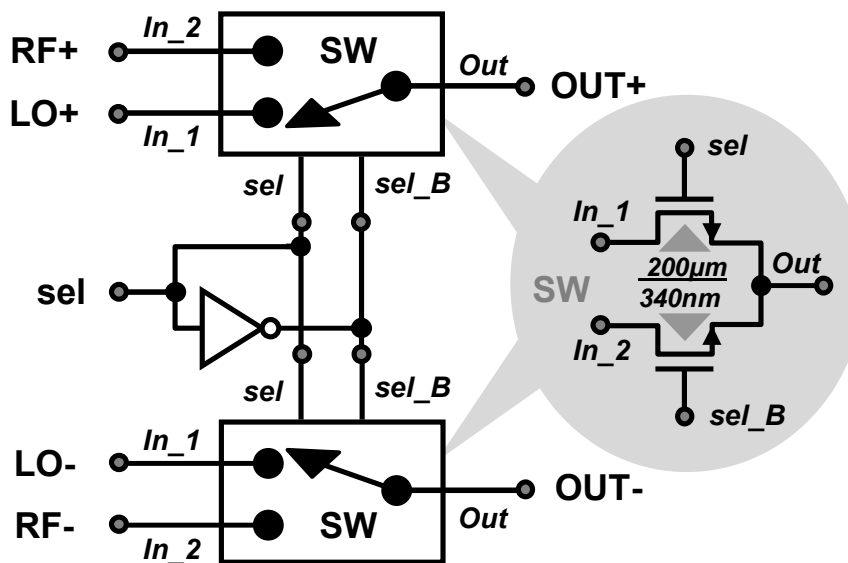 In_2
RF+
SW
Out
OUT+
LO+
In_1
sel
sel_B
sel
sel
sel_B
In_1
LO-
RF-
In_2
SW
Out
OUT-
sel
In_1
200µm
340nm
SW
Out
In_2
sel_B